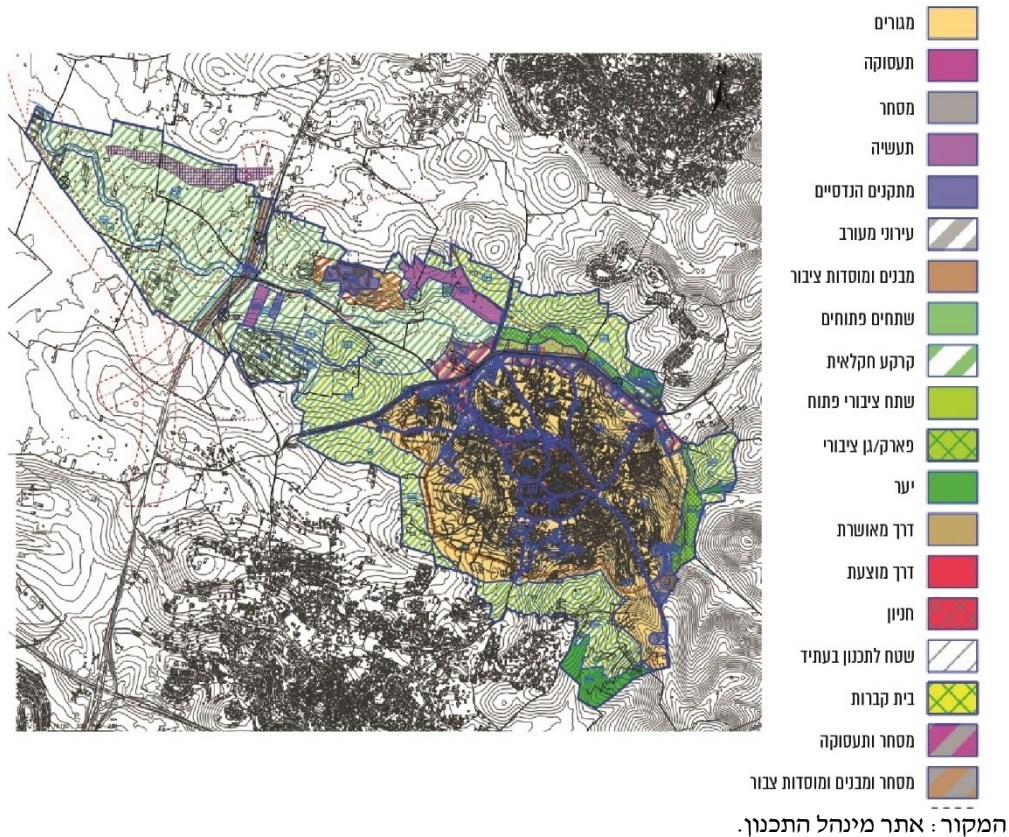 מגורים
תעסוקה
מסחר
תעשיה
מתקנים הנדסיים
עירוני מעורב
מבנים ומוסדות ציבור
שתחים פתוחים
קרקע חקלאית
שתח ציבורי פתוח
פארק/גן ציבורי
יער
דרך מאושרת
דרך מוצעת
חניון
שטח לתכנון בעתיד
בית קברות
מסחר ותעסוקה
מסחר ומבנים ומוסדות צבור
המקור: אתר מינהל התכנון.